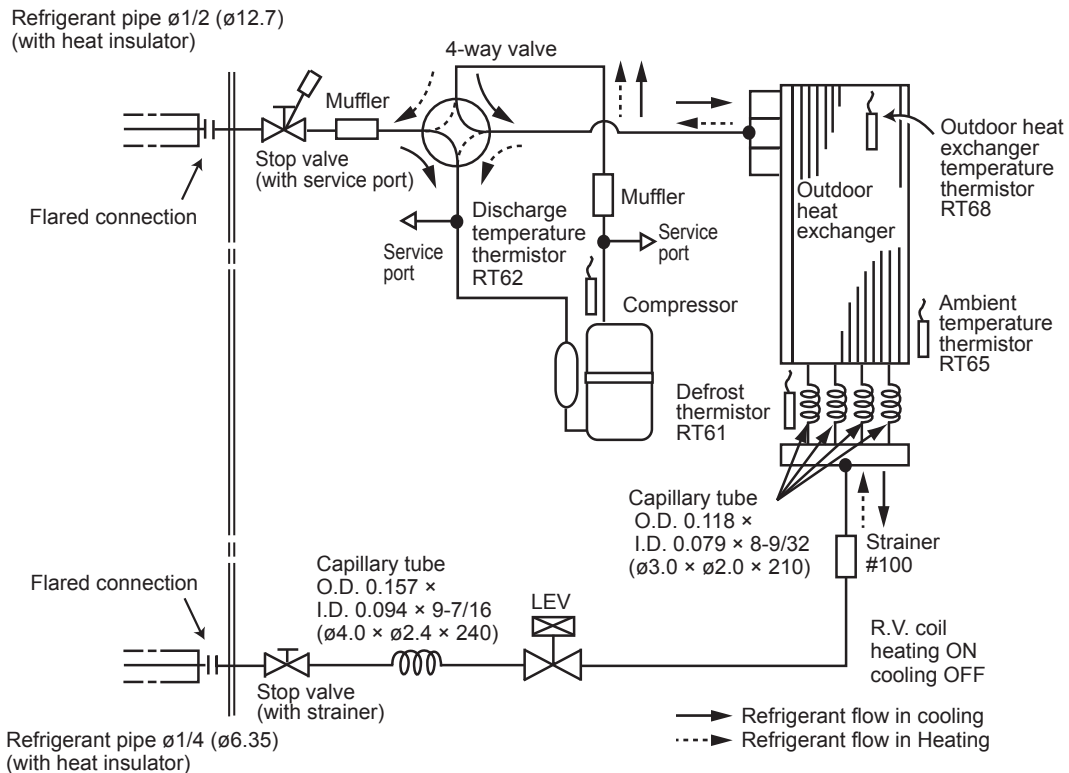 Refrigerant pipe ø1/2 (ø12.7)
(with heat insulator)
4-way valve
Muffler
Stop valve
(with service port)
Flared connection
Outdoor heat
exchanger
temperature
thermistor
RT68
Outdoor
heat
exchanger
Muffler
Discharge
temperature
thermistor
RT62
Service
port
Service
port
Compressor
Ambient
temperature
thermistor
RT65
Defrost
thermistor
RT61
Capillary tube
O.D. 0.118 ×
I.D. 0.079 × 8-9/32
(ø3.0 × ø2.0 × 210)
Strainer
#100
Flared connection
Capillary tube
O.D. 0.157 ×
I.D. 0.094 × 9-7/16
(ø4.0 × ø2.4 × 240)
LEV
R.V. coil
heating ON
cooling OFF
Stop valve
(with strainer)
Refrigerant flow in cooling
Refrigerant flow in Heating
Refrigerant pipe ø1/4 (ø6.35)
(with heat insulator)